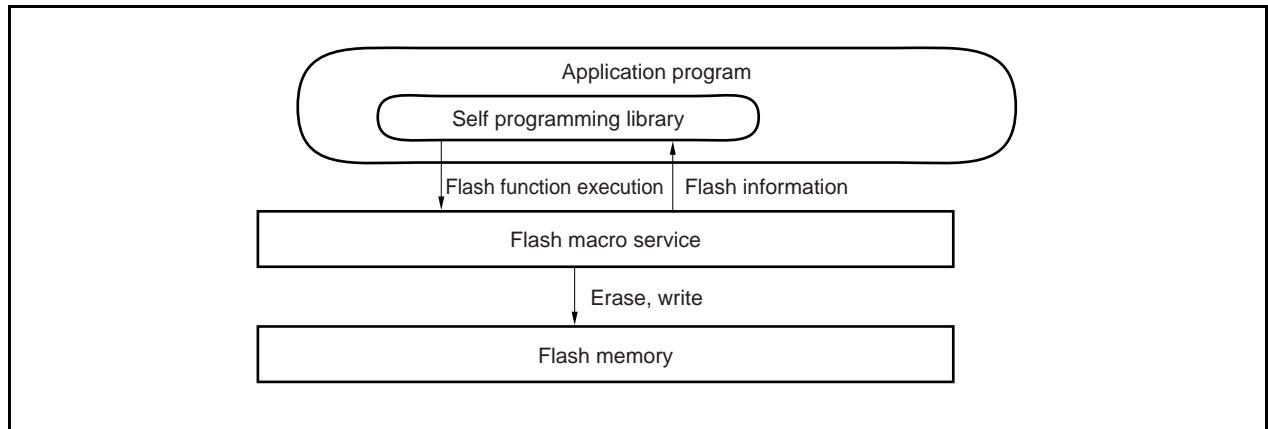 Application program
Self programming library
Flash function execution
Flash information
Flash macro service
Erase, write
Flash memory